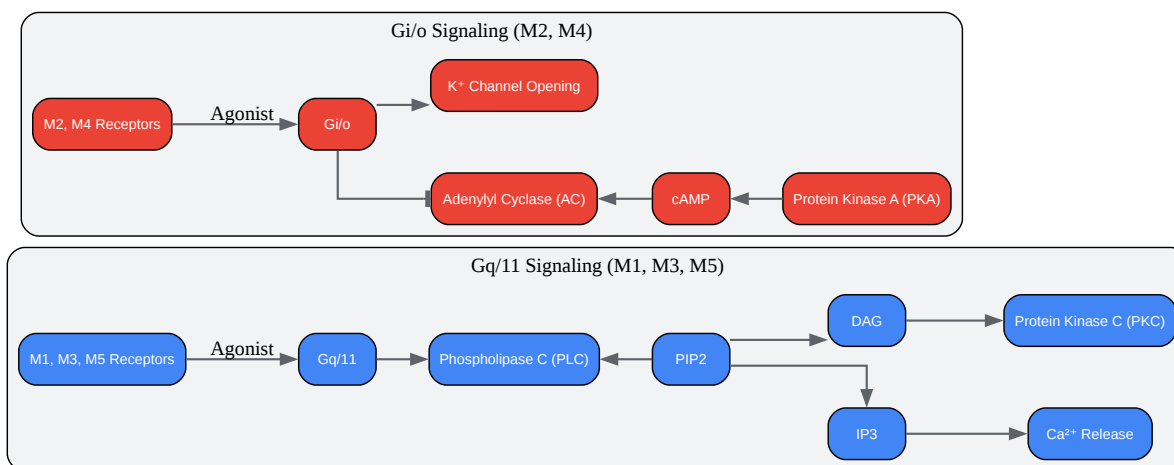 Gi/o Signaling (M2, M4)
K⁺ Channel Opening
M2, M4 Receptors
Agonist
Gi/o
Adenylyl Cyclase (AC)
cAMP
Protein Kinase A (PKA)
Gq/11 Signaling (M1, M3, M5)
DAG
Protein Kinase C (PKC)
M1, M3, M5 Receptors
Agonist
Gq/11
Phospholipase C (PLC)
PIP2
IP3
Ca²⁺ Release